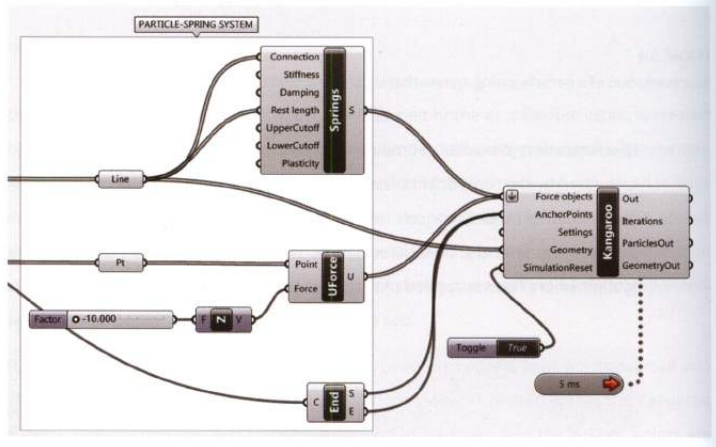 PARTICLE-SPRING SYSTEM
Connection
Stiffness
Damping
Rest length
UpperCutoff
LowerCutoff
Plasticity
Springs
S
Line
Pt
Point
Force
UForce
U
Factor
-10.000
F
Z
V
C
End
S
E
Force objects
AnchorPoints
Settings
Geometry
SimulationReset
Kangaroo
Out
Iterations
ParticlesOut
GeometryOut
Toggle
True
5 ms